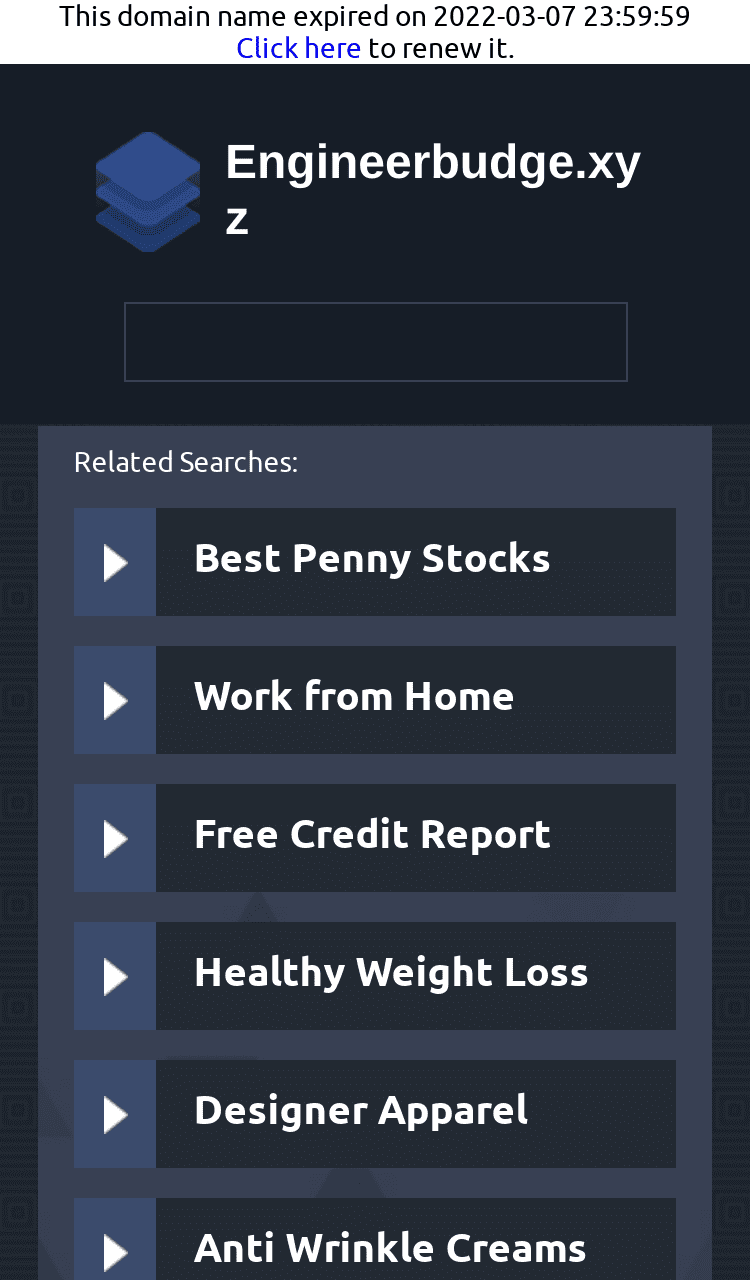 This domain name expired on 2022-03-07 23:59:59
Click here to renew it.
Engineerbudge.xy
z
Related Searches:
Best Penny Stocks
Work from Home
Free Credit Report
Healthy Weight Loss
Designer Apparel
Anti Wrinkle Creams